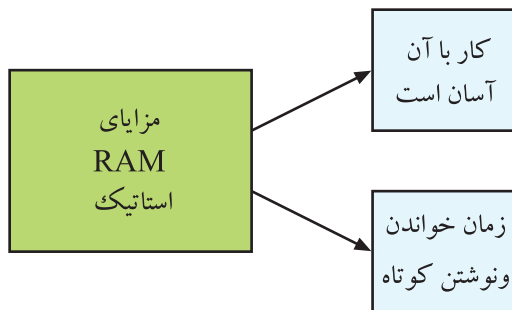 مزایای
RAM
استاتیک
کار با آن
آسان است
زمان خواندن
ونوشتن کوتاه